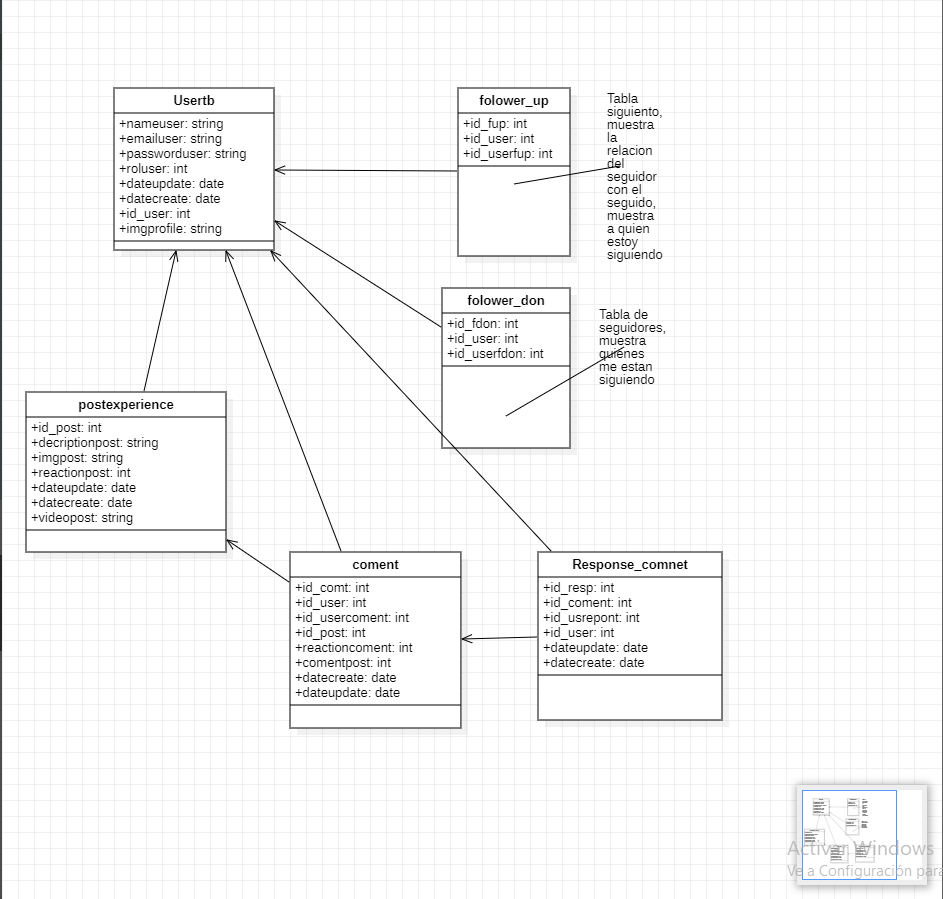 Usertb
+nameuser: string
+emailuser: string
+passworduser: string
+roluser: int
+dateupdate: date
+datecreate: date
+id_user: int
+imgprofile: string
folower_up
+id_fup: int
+id_user: int
+id_userfup: int
Tabla
siguiento,
muestra
la
relacion
del
seguidor
con el
seguido,
muestra
a quien
estoy
siguiendo
folower_don
+id_fdon: int
+id_user: int
+id_userfdon: int
Tabla de
seguidores,
muestra
quienes
me estan
siguiendo
postexperience
+id_post: int
+decriptionpost: string
+imgpost: string
+reactionpost: int
+dateupdate: date
+datecreate: date
+videopost: string
coment
+id_comt: int
+id_user: int
+id_usercoment: int
+id_post: int
+reactioncoment: int
+comentpost: int
+datecreate: date
+dateupdate: date
Response_comnet
+id_resp: int
+id_coment: int
+id_usrepont: int
+id_user: int
+dateupdate: date
+datecreate: date
Activar Windows
Ve a Configuración para